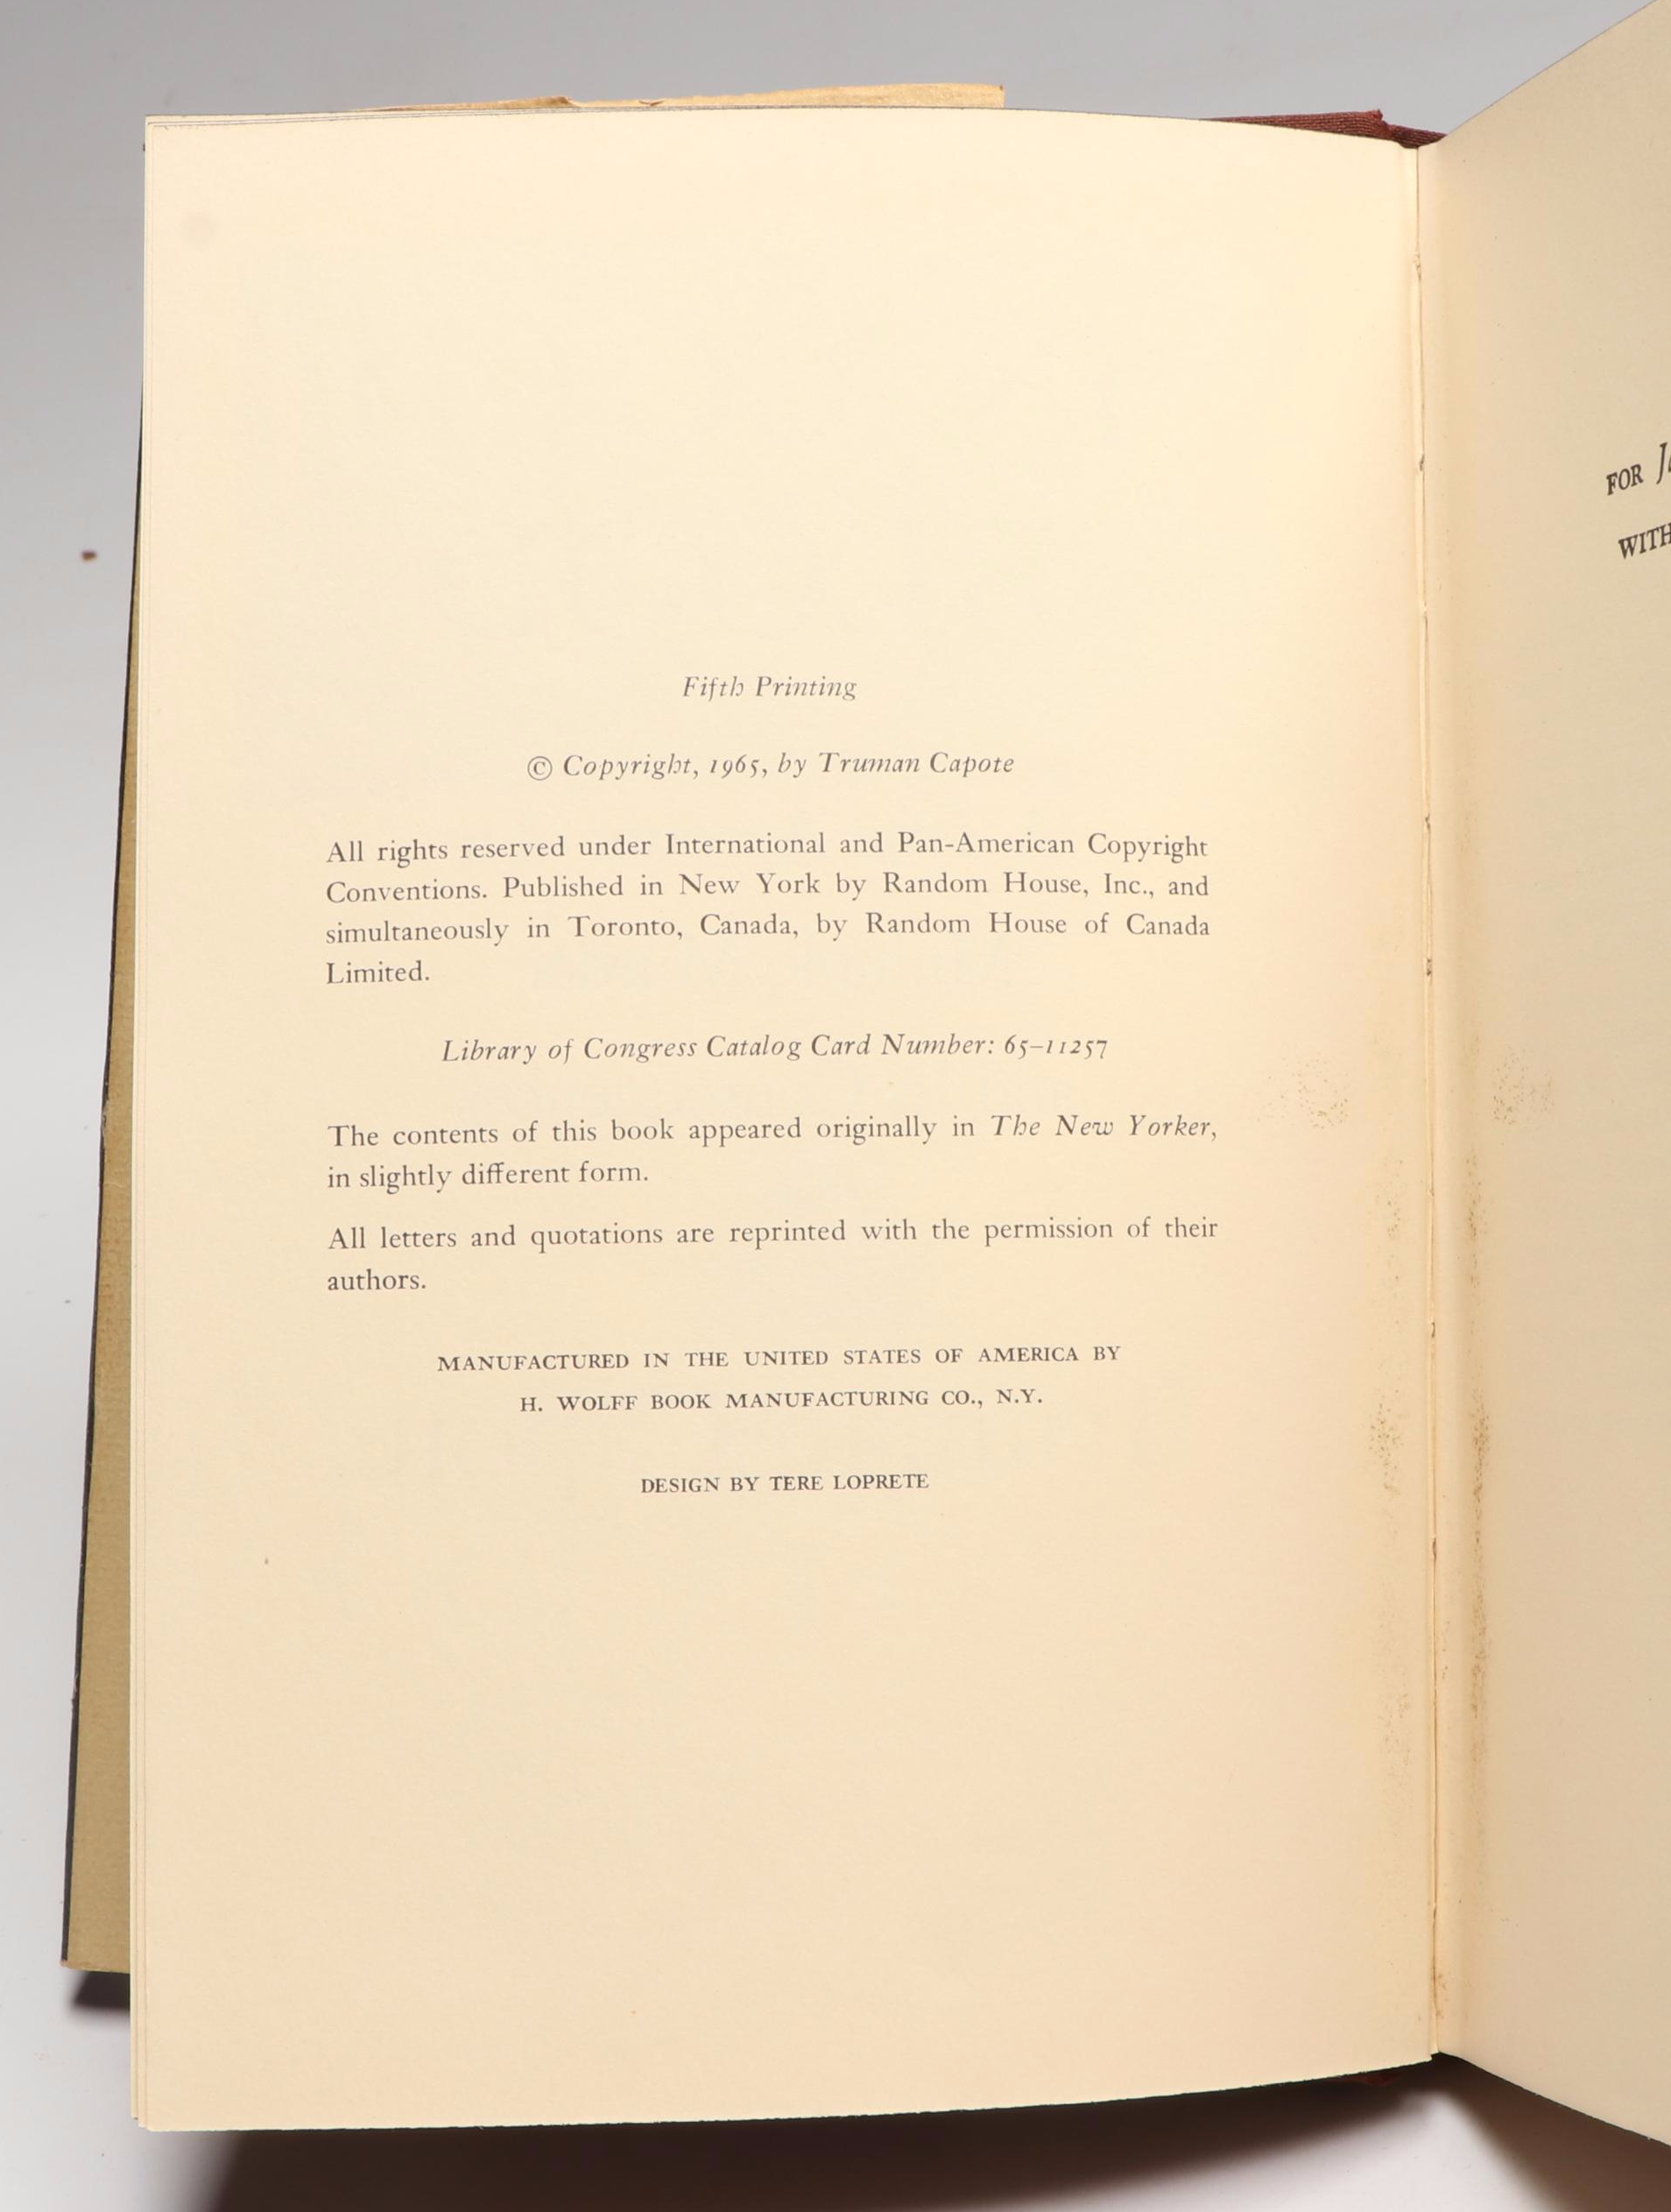 Fifth Printing
© Copyright, 1965, by Truman Capote
All rights reserved under International and Pan-American Copyright
Conventions. Published in New York by Random House, Inc., and
simultaneously in Toronto, Canada, by Random House of Canada
Limited.
Library of Congress Catalog Card Number: 65–11257
The contents of this book appeared originally in The New Yorker,
in slightly different form.
All letters and quotations are reprinted with the permission of their
authors.
MANUFACTURED IN THE UNITED STATES OF AMERICA BY
H. WOLFF BOOK MANUFACTURING CO., N.Y.
DESIGN BY TERE LOPRETE
FOR
WITH